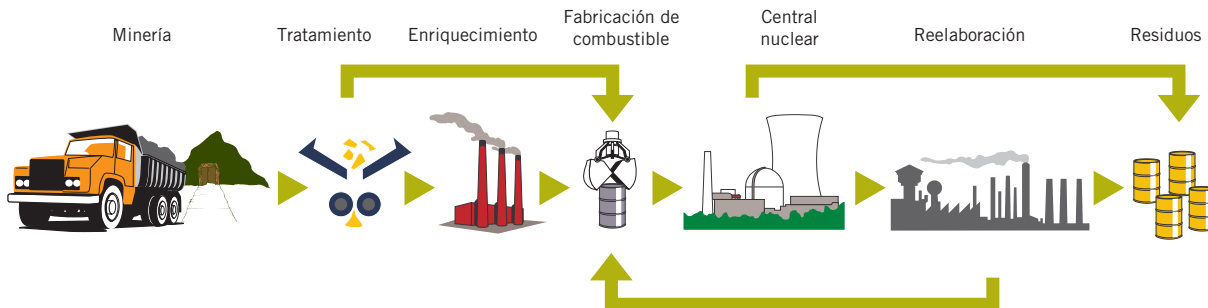 Minería
Tratamiento
Enriquecimiento
Fabricación de
combustible
Central
nuclear
Reelaboración
Residuos